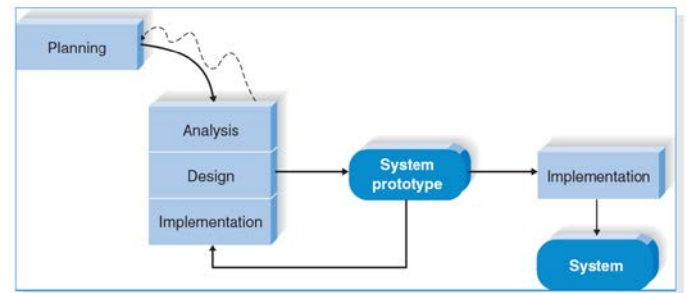 Planning
Analysis
Design
Implementation
System
prototype
Implementation
System